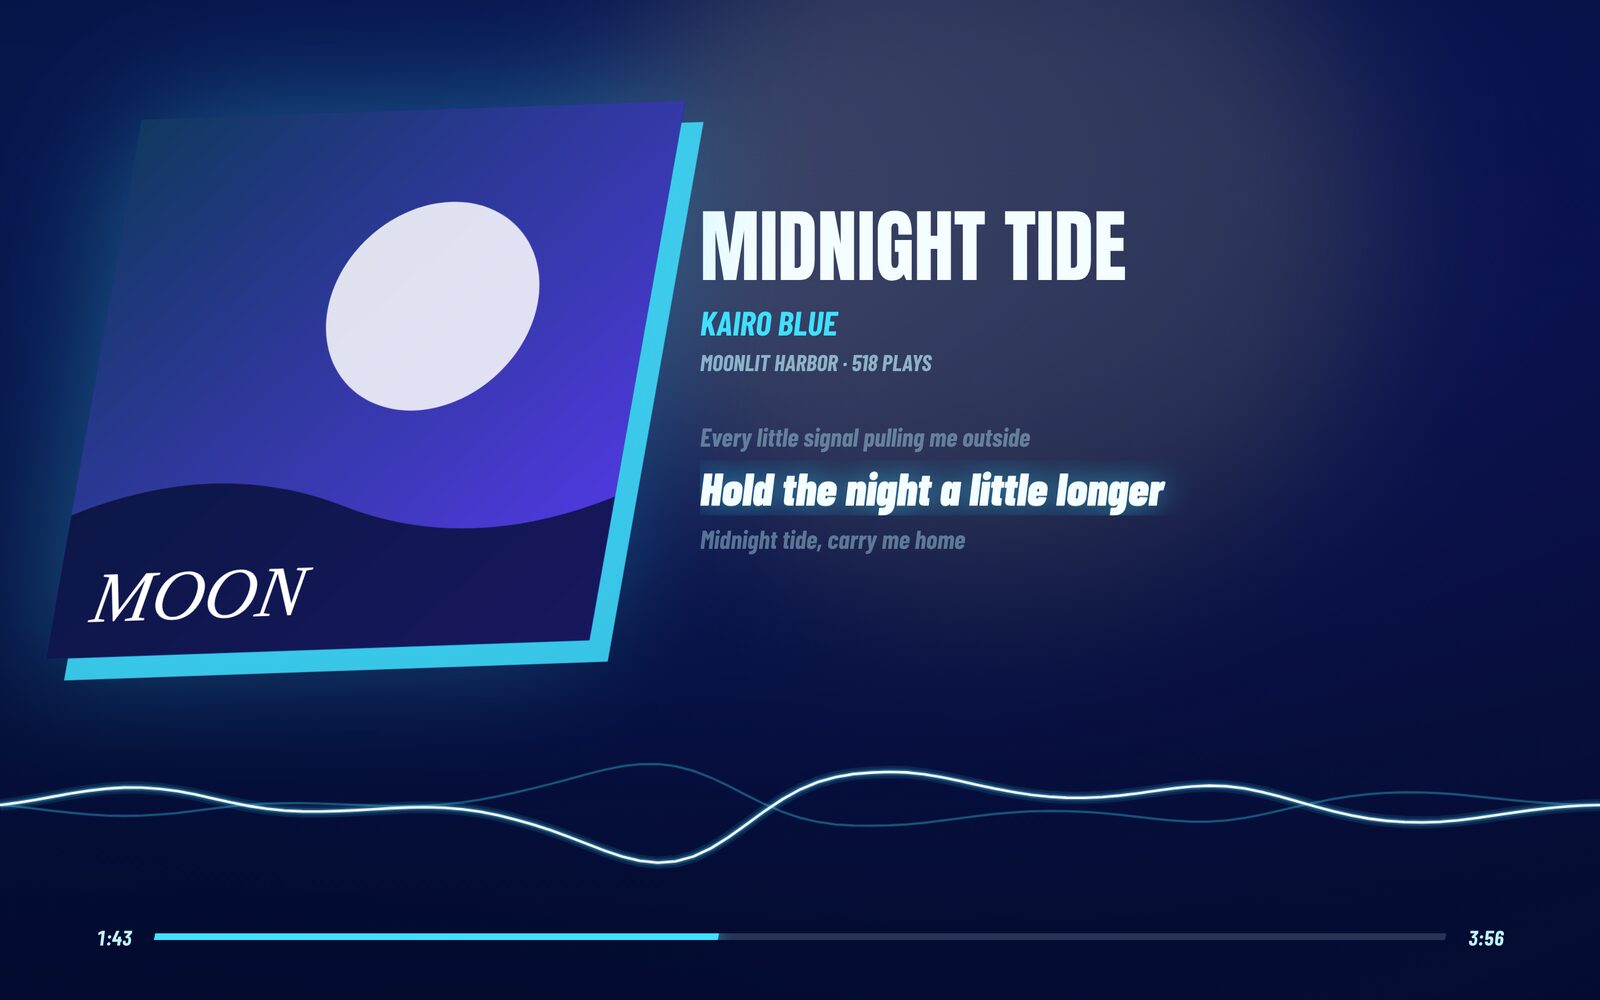 MOON
MIDNIGHT TIDE
KAIRO BLUE
MOONLIT HARBOR · 518 PLAYS
Every little signal pulling me outside
Hold the night a little longer
Midnight tide, carry me home
1:43
3:56